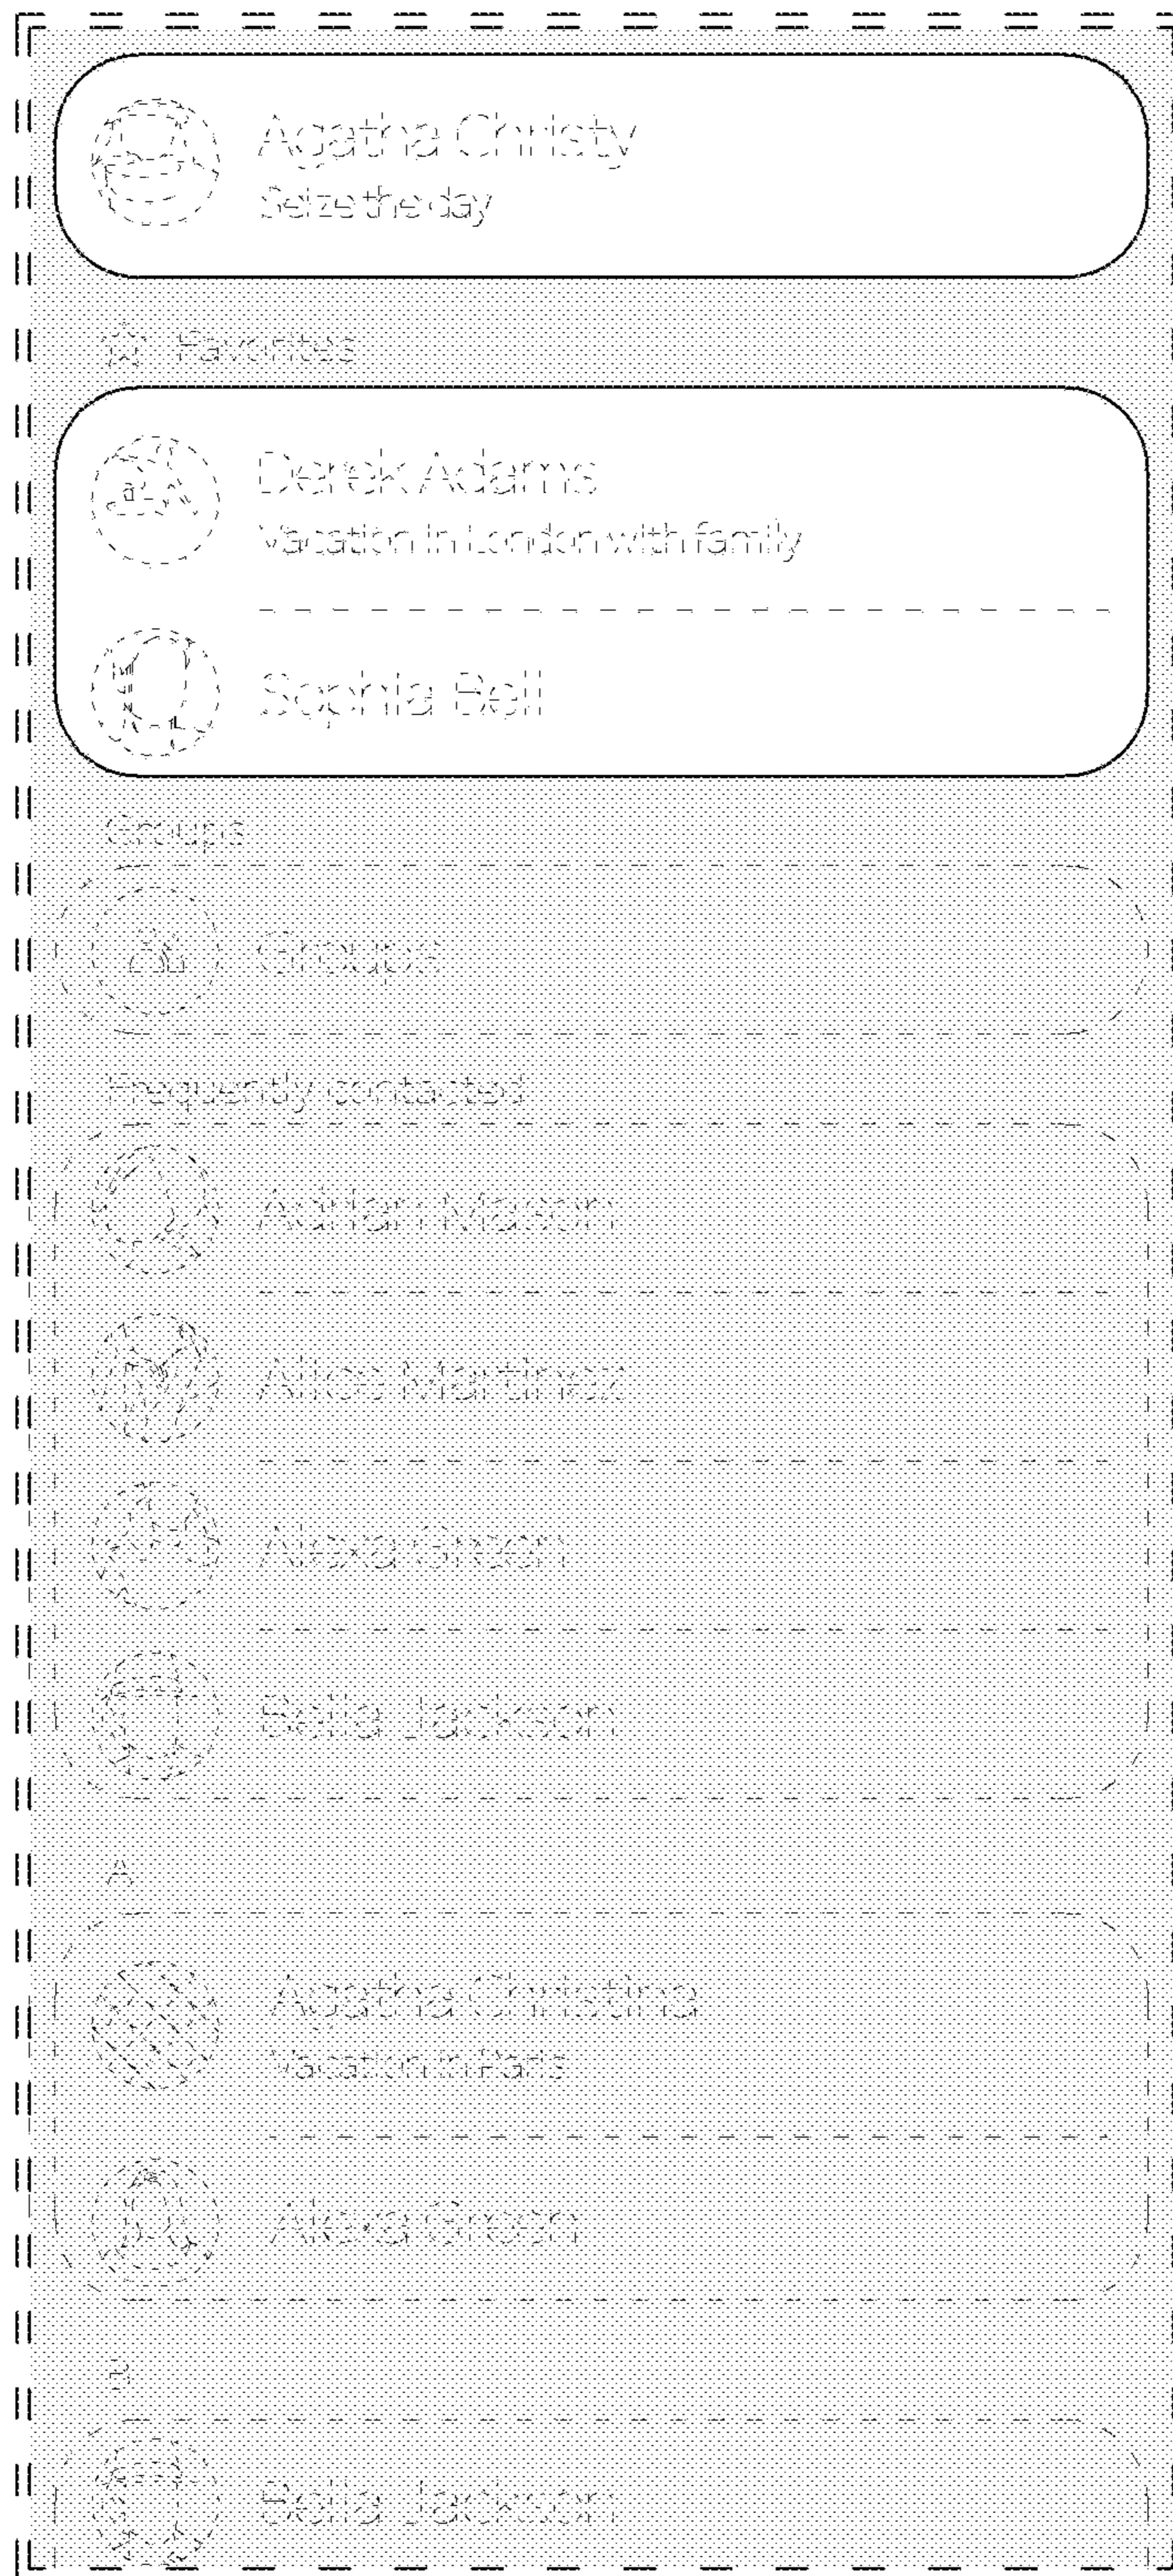 Agatha Christy
Seize the day
Favorites
Derek Adams
Vacation in London with family
Sophia Bell
Groups
Groups
Frequently contacted
Adrian Mason
Alice Martinez
Alexa Green
Bella Jackson
A
Agatha Christina
Vacation in Paris
Alexa Green
B
Bella Jackson